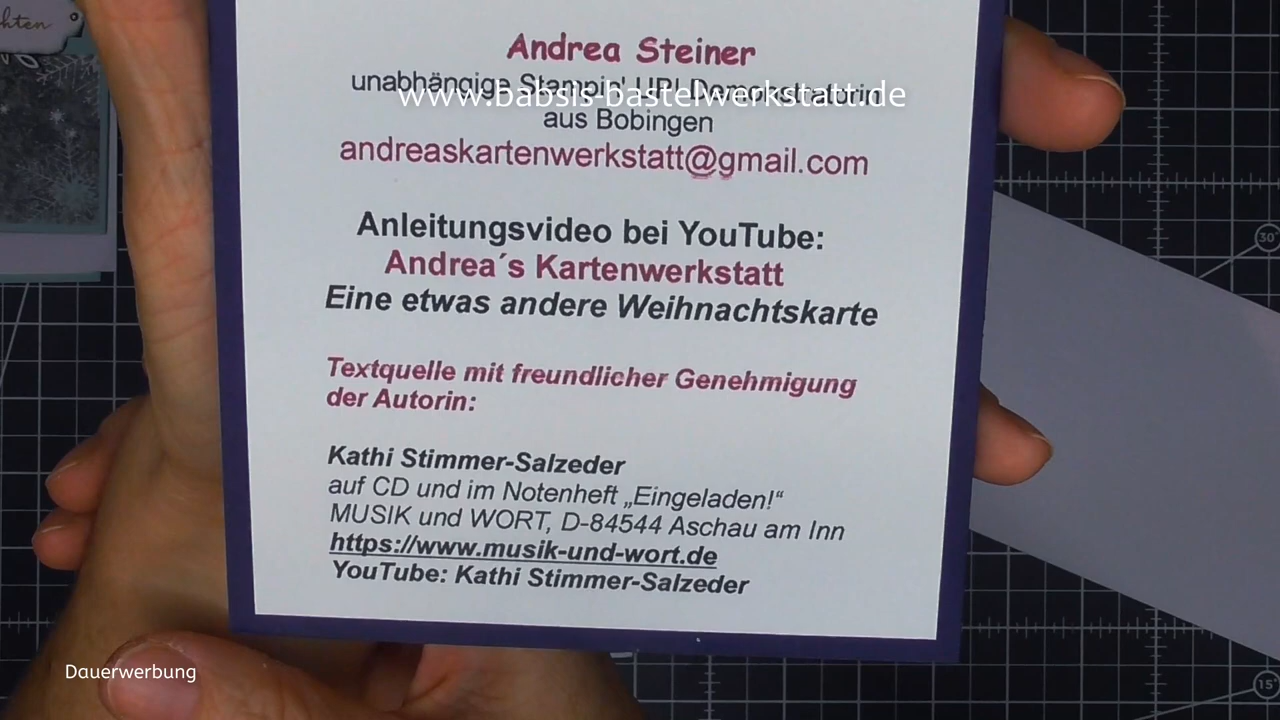 hten
Andrea Steiner
unabhängige Stampin' UP! Demonstratorin
www.babsis-bastelwerkstatt.de
aus Bobingen
andreaskartenwerkstatt@gmail.com
Anleitungsvideo bei YouTube:
Andrea´s Kartenwerkstatt
Eine etwas andere Weihnachtskarte
Textquelle mit freundlicher Genehmigung
der Autorin:
Kathi Stimmer-Salzeder
auf CD und im Notenheft „Eingeladen!“
MUSIK und WORT, D-84544 Aschau am Inn
https://www.musik-und-wort.de
YouTube: Kathi Stimmer-Salzeder
Dauerwerbung
30°
15°